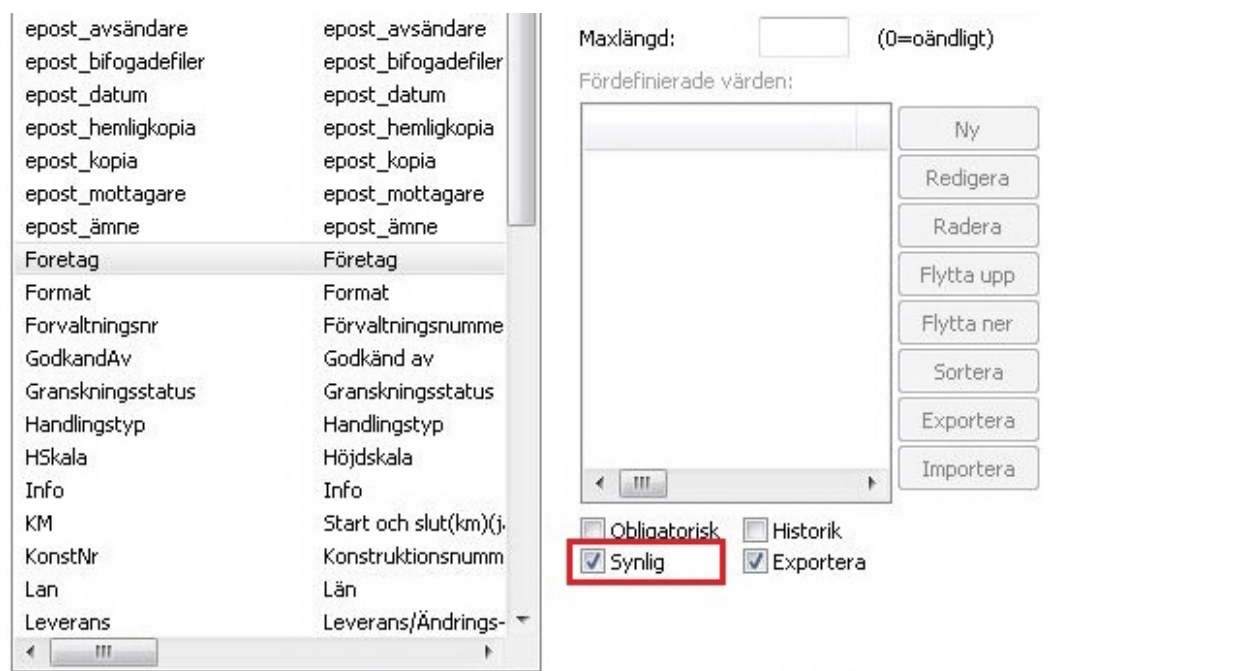 epost_avsändare epost_avsändare
epost_bifogadefiler epost_bifogadefiler
epost_datum epost_datum
epost_hemligkopia epost_hemligkopia
epost_kopia epost_kopia
epost_mottagare epost_mottagare
epost_ämne epost_ämne
Foretag Företag
Format Format
Forvaltningsnr Förvaltningsnumme
GodkandAv Godkänd av
Granskningsstatus Granskningsstatus
Handlingstyp Handlingstyp
HSkala Höjdskala
Info Info
KM Start och slut(km)(j
KonstNr Konstruktionsnumm
Lan Län
Leverans Leverans/Ändrings-
Maxlängd: (0=oändligt)
Fördefinierade värden:
Ny
Redigera
Radera
Flytta upp
Flytta ner
Sortera
Exportera
Importera
Obligatorisk Historik
Synlig Exportera